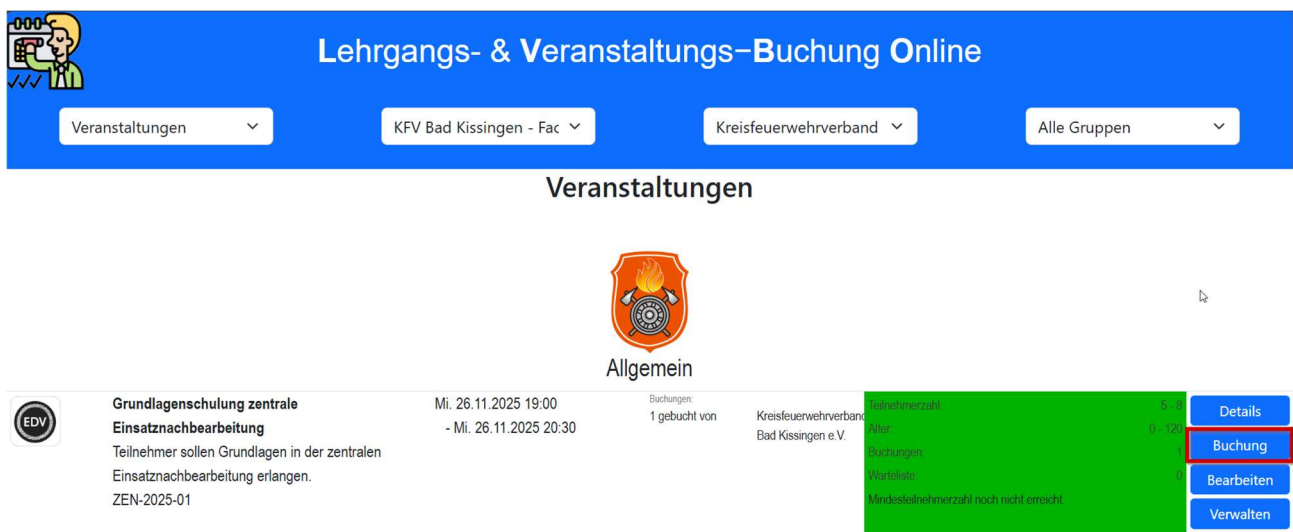 Lehrgangs- & Veranstaltungs-Buchung Online
Veranstaltungen
KFV Bad Kissingen - Fac
Kreisfeuerwehrverband
Alle Gruppen
Veranstaltungen
Allgemein
EDV
Grundlagenschulung zentrale
Einsatznachbearbeitung
Teilnehmer sollen Grundlagen in der zentralen
Einsatznachbearbeitung erlangen.
ZEN-2025-01
Mi. 26.11.2025 19:00
- Mi. 26.11.2025 20:30
Buchungen:
1 gebucht von
Kreisfeuerwehrverband
Bad Kissingen e.V.
Teilnehmerzahl: 5 - 8
Alter: 0 - 120
Buchungen: 1
Warteliste: 0
Mindesteilnehmerzahl noch nicht erreicht.
Details
Buchung
Bearbeiten
Verwalten